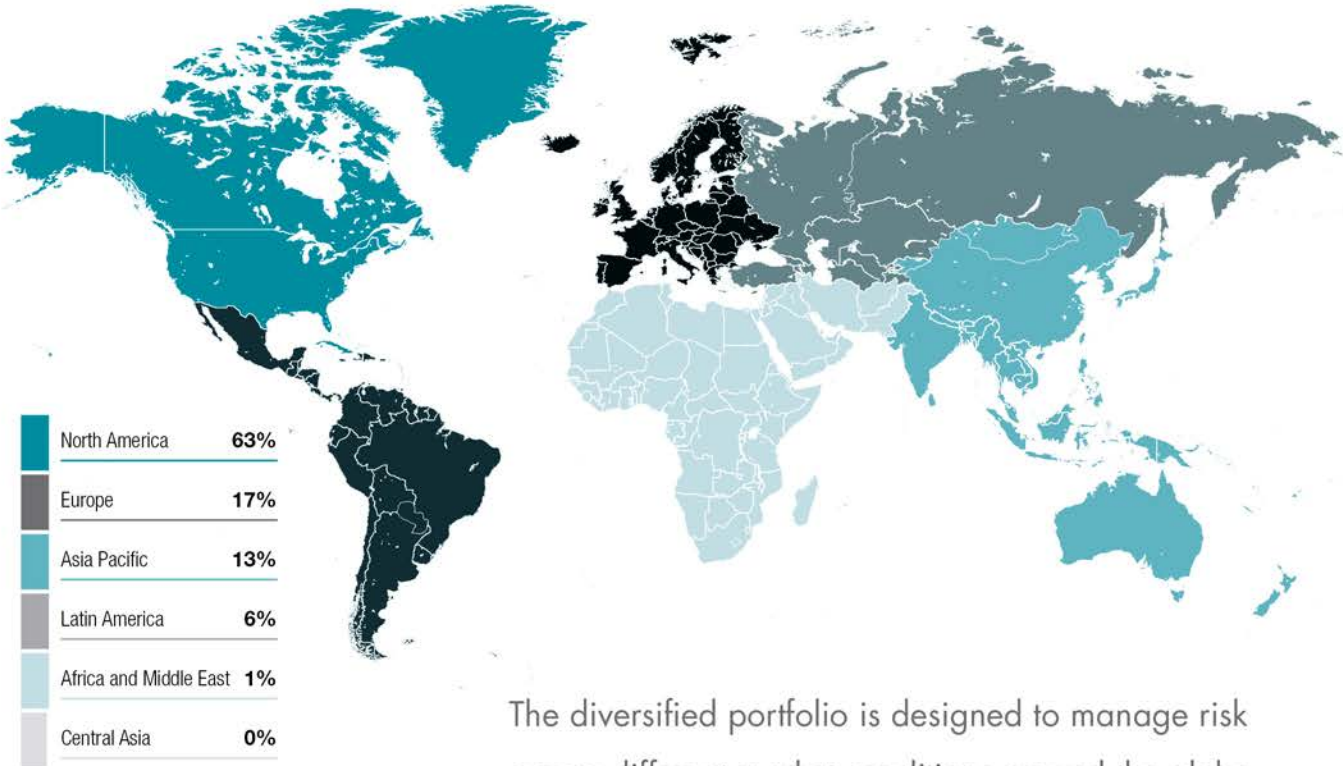 North America 63%
Europe 17%
Asia Pacific 13%
Latin America 6%
Africa and Middle East 1%
Central Asia 0%
The diversified portfolio is designed to manage risk